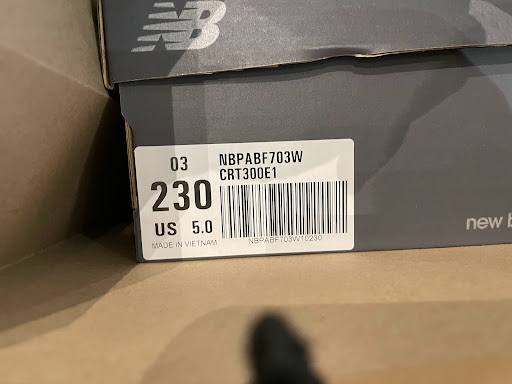 NB
03
NBPABF703W
CRT300E1
230
US 5.0
MADE IN VIETNAM
NBPABF703W10230
new b